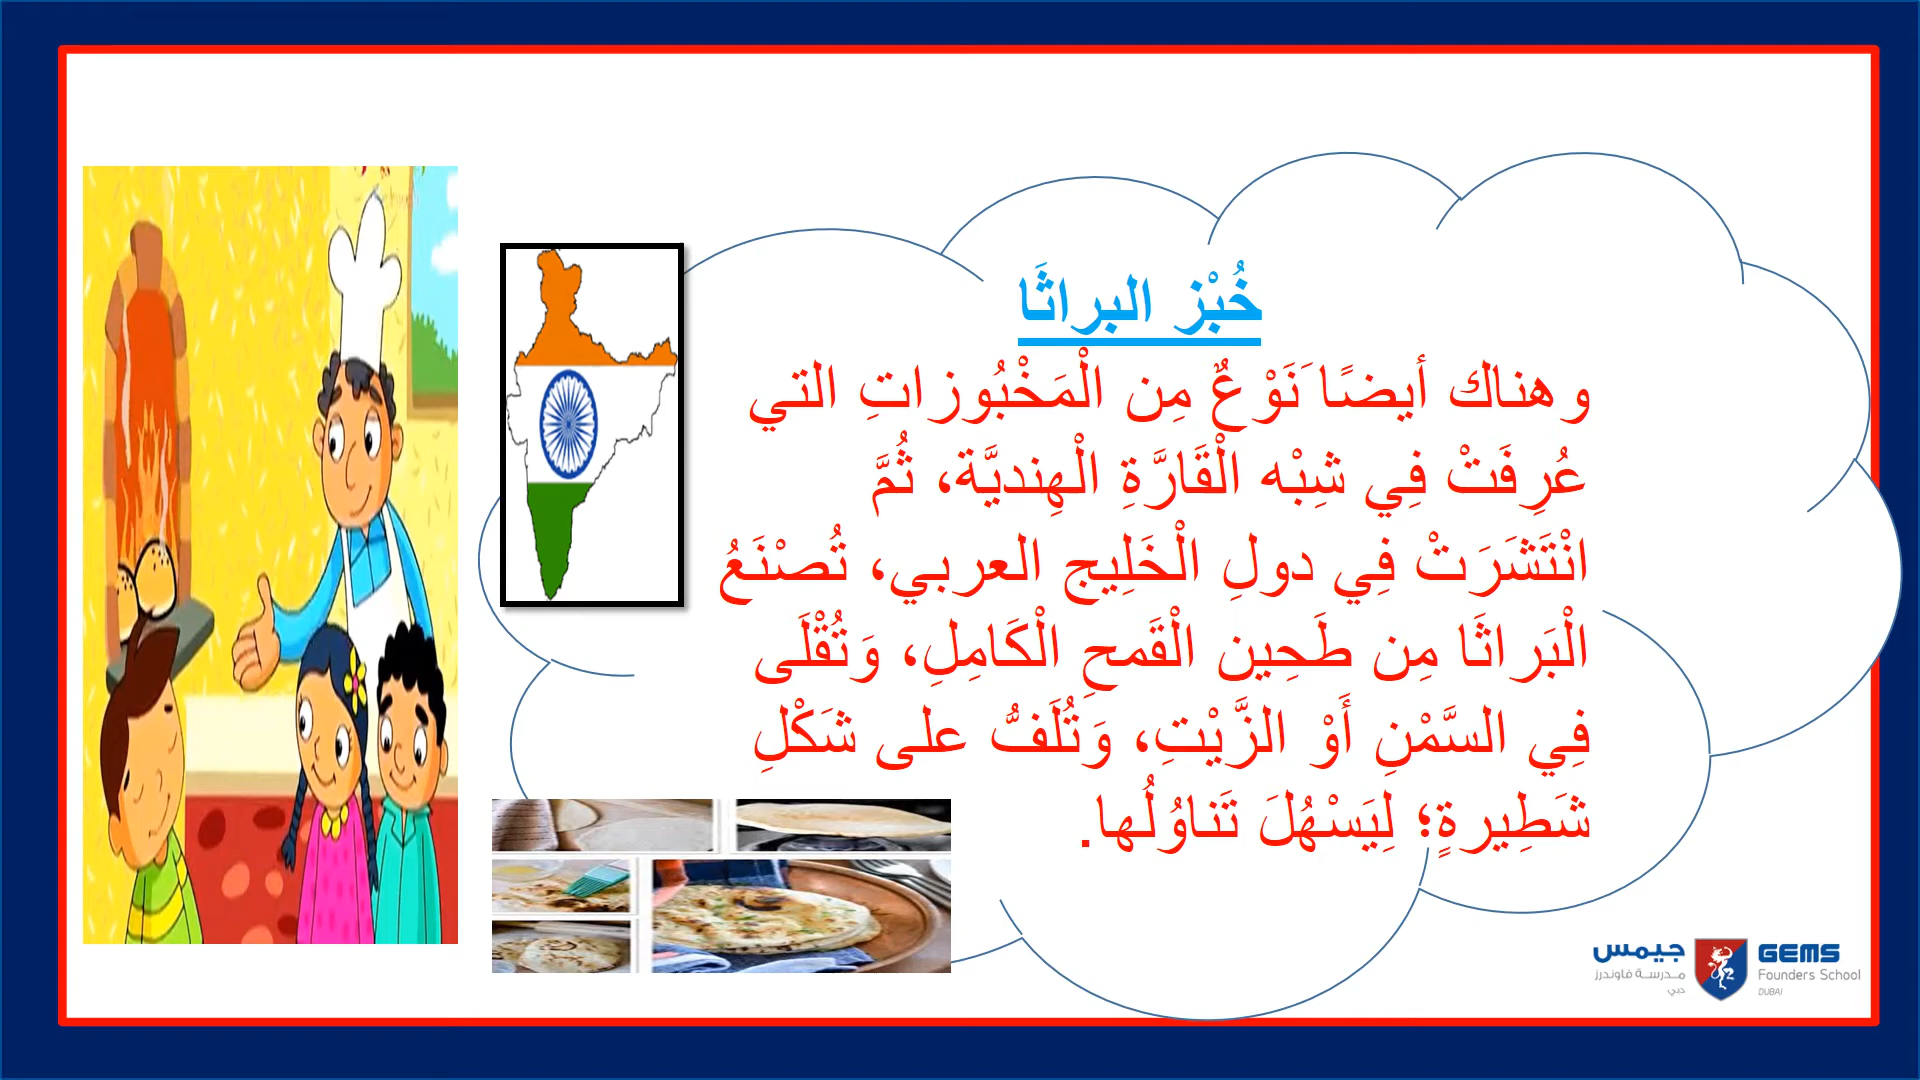 خُبْز البراثَا
وهناك أيضًا َنَوْعٌ مِن الْمَخْبُوزاتِ التي
عُرِفَتْ فِي شِبْه الْقَارَّةِ الْهِنديَّة، ثُمَّ
انْتَشَرَتْ فِي دولِ الْخَلِيج العربي، تُصْنَعُ
الْبَراثَا مِن طَحِين الْقَمحِ الْكَامِلِ، وَتُقْلَى
فِي السَّمْنِ أَوْ الزَّيْتِ، وَتُلَفُّ على شَكْلِ
شَطِيرةٍ؛ لِيَسْهُلَ تَناوُلُها.
جيمس
مدرسة فاوندرز
دبي
GEMS
Founders School
DUBAI